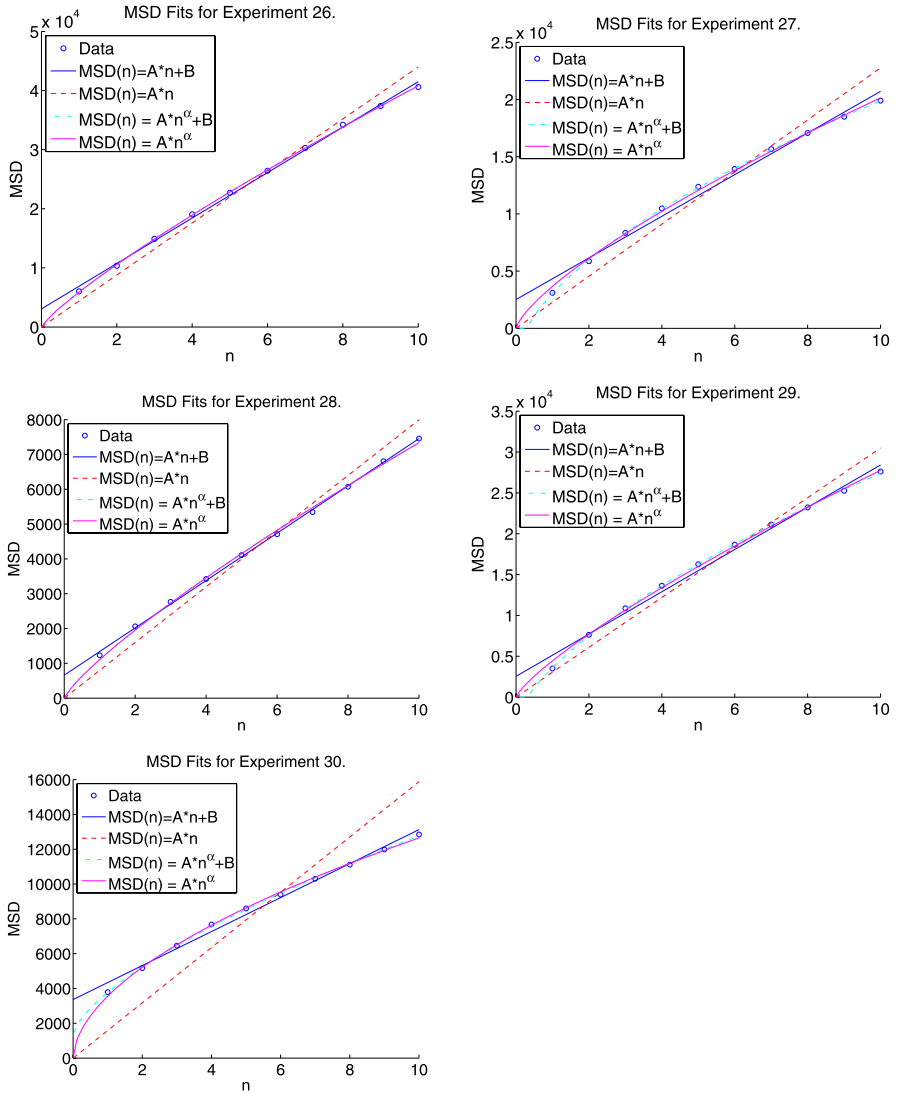 MSD Fits for Experiment 26.
x 10⁴
5
4
3
2
1
0
MSD
Data
MSD(n)=A*n+B
MSD(n)=A*n
MSD(n) = A*n^α+B
MSD(n) = A*n^α
0 2 4 6 8 10
n
MSD Fits for Experiment 27.
x 10⁴
2.5
2
1.5
1
0.5
0
MSD
Data
MSD(n)=A*n+B
MSD(n)=A*n
MSD(n) = A*n^α+B
MSD(n) = A*n^α
0 2 4 6 8 10
n
MSD Fits for Experiment 28.
8000
7000
6000
5000
4000
3000
2000
1000
0
MSD
Data
MSD(n)=A*n+B
MSD(n)=A*n
MSD(n) = A*n^α+B
MSD(n) = A*n^α
0 2 4 6 8 10
n
MSD Fits for Experiment 29.
x 10⁴
3.5
3
2.5
2
1.5
1
0.5
0
MSD
Data
MSD(n)=A*n+B
MSD(n)=A*n
MSD(n) = A*n^α+B
MSD(n) = A*n^α
0 2 4 6 8 10
n
MSD Fits for Experiment 30.
16000
14000
12000
10000
8000
6000
4000
2000
0
MSD
Data
MSD(n)=A*n+B
MSD(n)=A*n
MSD(n) = A*n^α+B
MSD(n) = A*n^α
0 2 4 6 8 10
n